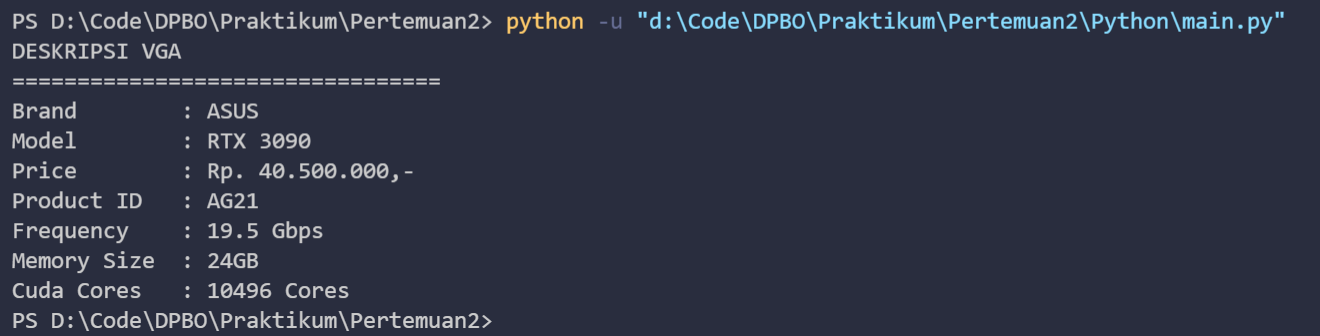 PS D:\Code\DPBO\Praktikum\Pertemuan2> python -u "d:\Code\DPBO\Praktikum\Pertemuan2\Python\main.py"
DESKRIPSI VGA
=================================
Brand        : ASUS
Model        : RTX 3090
Price        : Rp. 40.500.000,-
Product ID   : AG21
Frequency    : 19.5 Gbps
Memory Size  : 24GB
Cuda Cores   : 10496 Cores
PS D:\Code\DPBO\Praktikum\Pertemuan2>